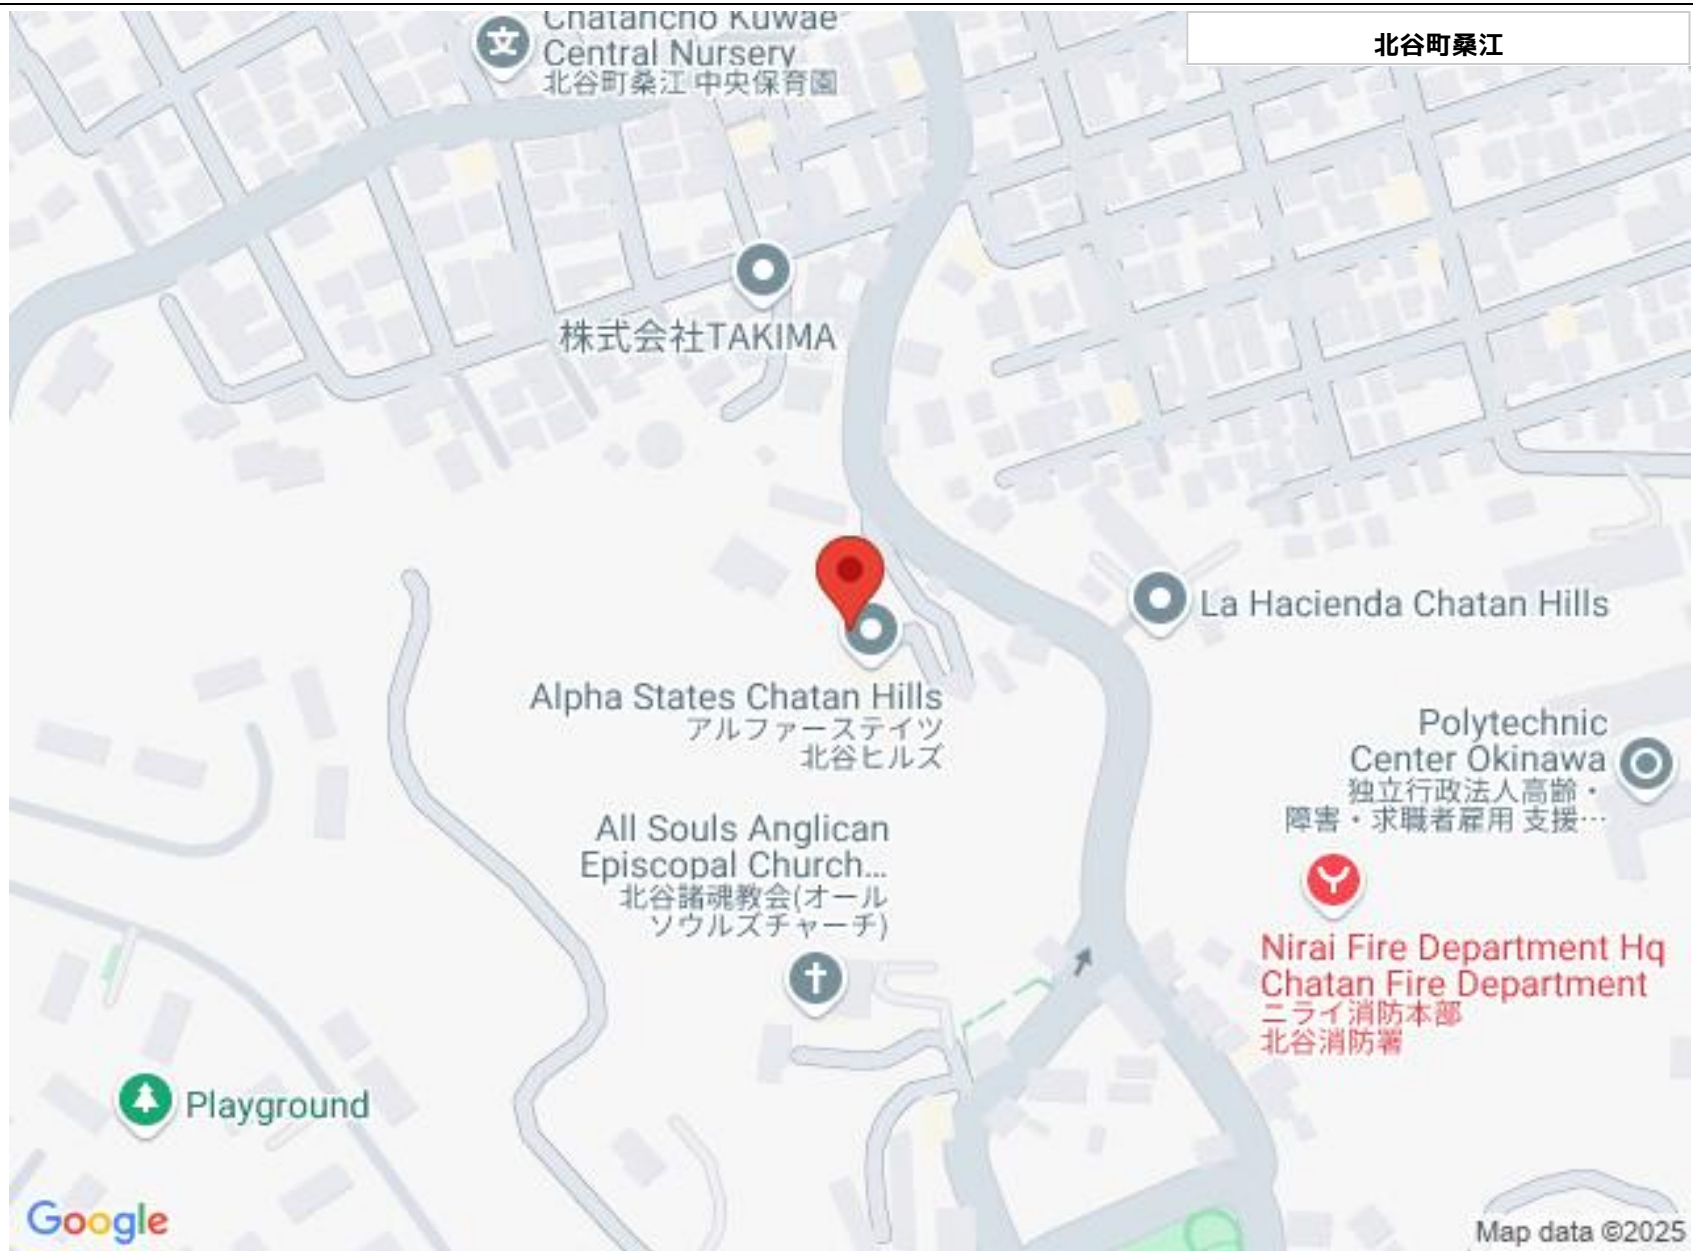 Chatancho Kuwae
Central Nursery
北谷町桑江 中央保育園
北谷町桑江
株式会社TAKIMA
La Hacienda Chatan Hills
Alpha States Chatan Hills
アルファーステイツ
北谷ヒルズ
Polytechnic
Center Okinawa
独立行政法人高齢・
障害・求職者雇用 支援…
All Souls Anglican
Episcopal Church...
北谷諸魂教会(オール
ソウルズチャーチ)
Nirai Fire Department Hq
Chatan Fire Department
ニライ消防本部
北谷消防署
Playground
Google
Map data ©2025